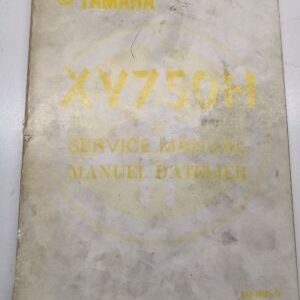 YAMAHA
XV750H
SERVICE MANUAL
MANUEL D'ATELIER